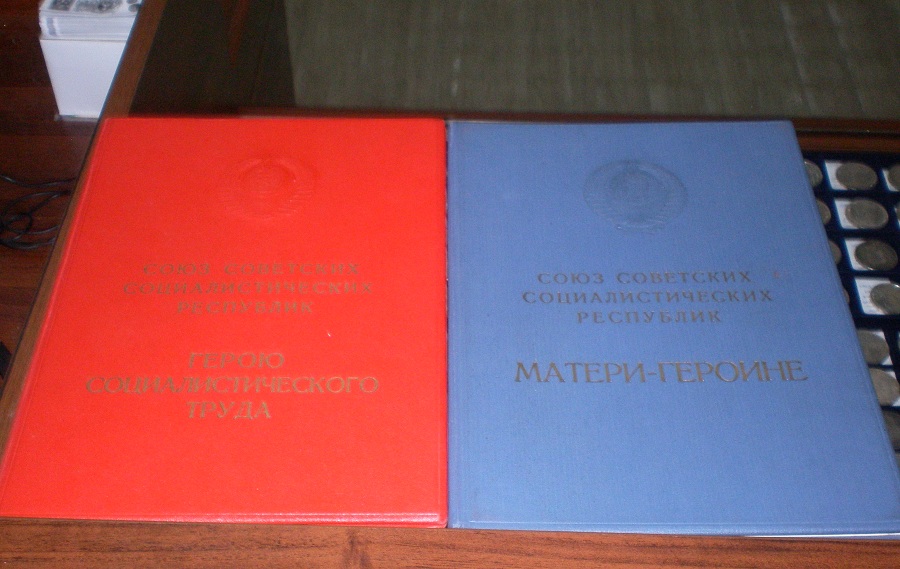 СОЮЗ СОВЕТСКИХ
СОЦИАЛИСТИЧЕСКИХ
РЕСПУБЛИК
ГЕРОЮ
СОЦИАЛИСТИЧЕСКОГО
ТРУДА
СОЮЗ СОВЕТСКИХ
СОЦИАЛИСТИЧЕСКИХ
РЕСПУБЛИК
МАТЕРИ-ГЕРОИНЕ